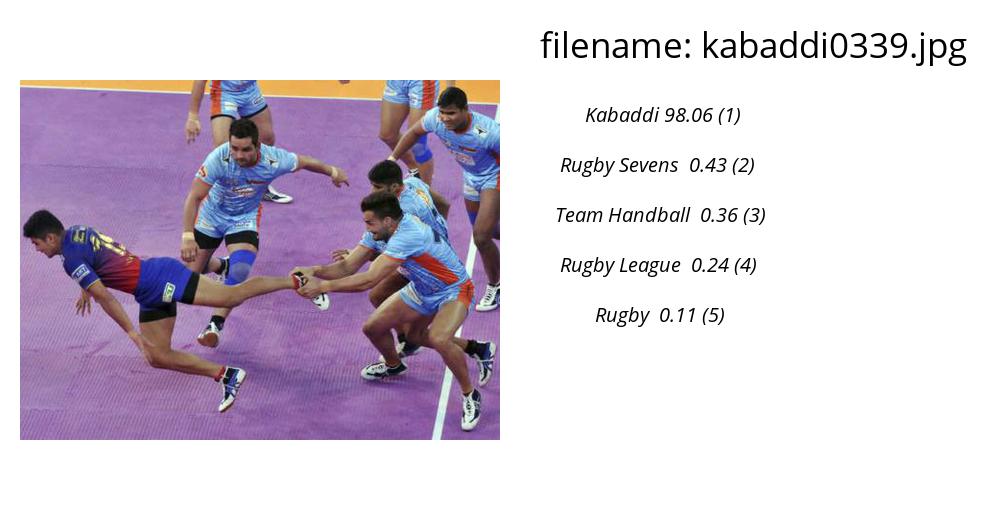 filename: kabaddi0339.jpg
Kabaddi 98.06 (1)
Rugby Sevens 0.43 (2)
Team Handball 0.36 (3)
Rugby League 0.24 (4)
Rugby 0.11 (5)